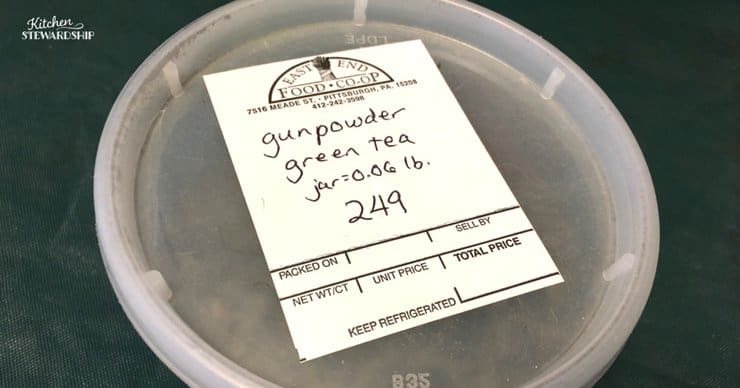 Kitchen
STEWARDSHIP
LDPE
EAST END
FOOD • CO-OP
7516 MEADE ST. • PITTSBURGH, PA. 15208
412-242-3598
gunpowder
green tea
jar=0.06 lb.
249
PACKED ON
SELL BY
NET WT/CT
UNIT PRICE
TOTAL PRICE
KEEP REFRIGERATED
B35